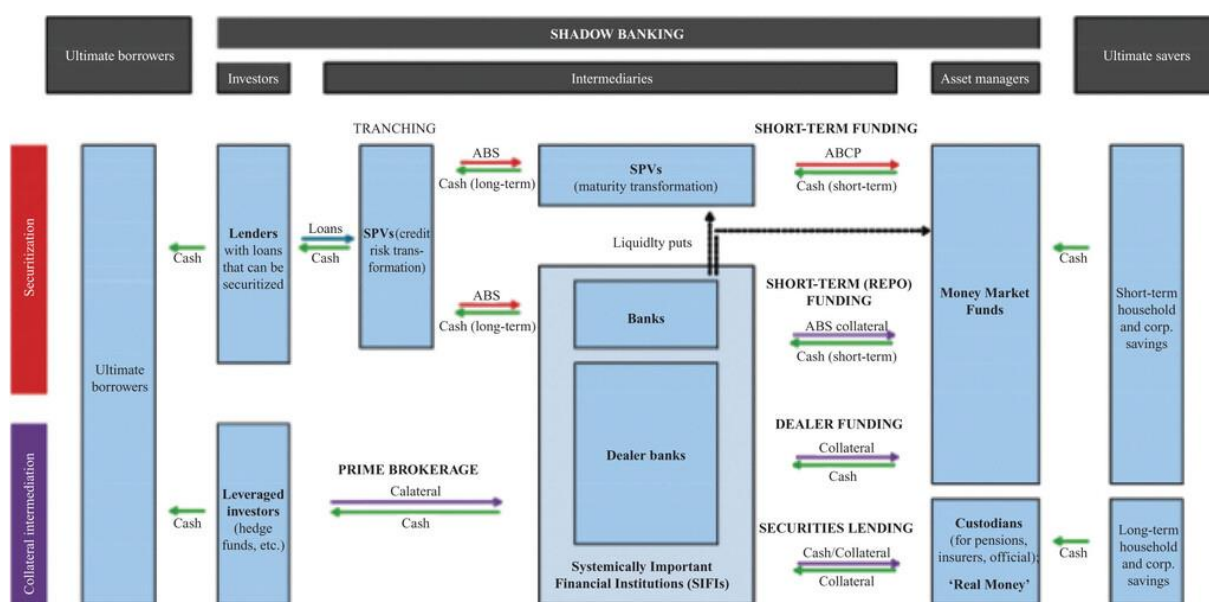 SHADOW BANKING
Ultimate borrowers
Ultimate savers
Investors
Intermediaries
Asset managers
TRANCHING
SHORT-TERM FUNDING
ABS
Cash (long-term)
SPVs
(maturity transformation)
ABCP
Cash (short-term)
Securitization
Ultimate
borrowers
Cash
Lenders
with loans
that can be
securitized
Loans
Cash
SPVs(credit
risk trans-
formation)
Liquidlty puts
ABS
Cash (long-term)
Banks
SHORT-TERM (REPO)
FUNDING
ABS collateral
Cash (short-term)
Money Market
Funds
Cash
Short-term
household
and corp.
savings
Collateral intermediation
Cash
Leveraged
investors
(hedge
funds, etc.)
PRIME BROKERAGE
Calateral
Cash
Dealer banks
Systemically Important
Financial Institutions (SIFIs)
DEALER FUNDING
Collateral
Cash
SECURITIES LENDING
Cash/Collateral
Collateral
Custodians
(for pensions,
insurers, official);
‘Real Money’
Cash
Long-term
household
and corp.
savings